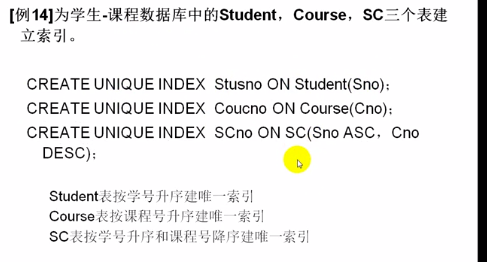 [例14]为学生-课程数据库中的Student，Course，SC三个表建
立索引。
CREATE UNIQUE INDEX Stusno ON Student(Sno)；
CREATE UNIQUE INDEX Coucno ON Course(Cno)；
CREATE UNIQUE INDEX SCno ON SC(Sno ASC，Cno
DESC)；
Student表按学号升序建唯一索引
Course表按课程号升序建唯一索引
SC表按学号升序和课程号降序建唯一索引